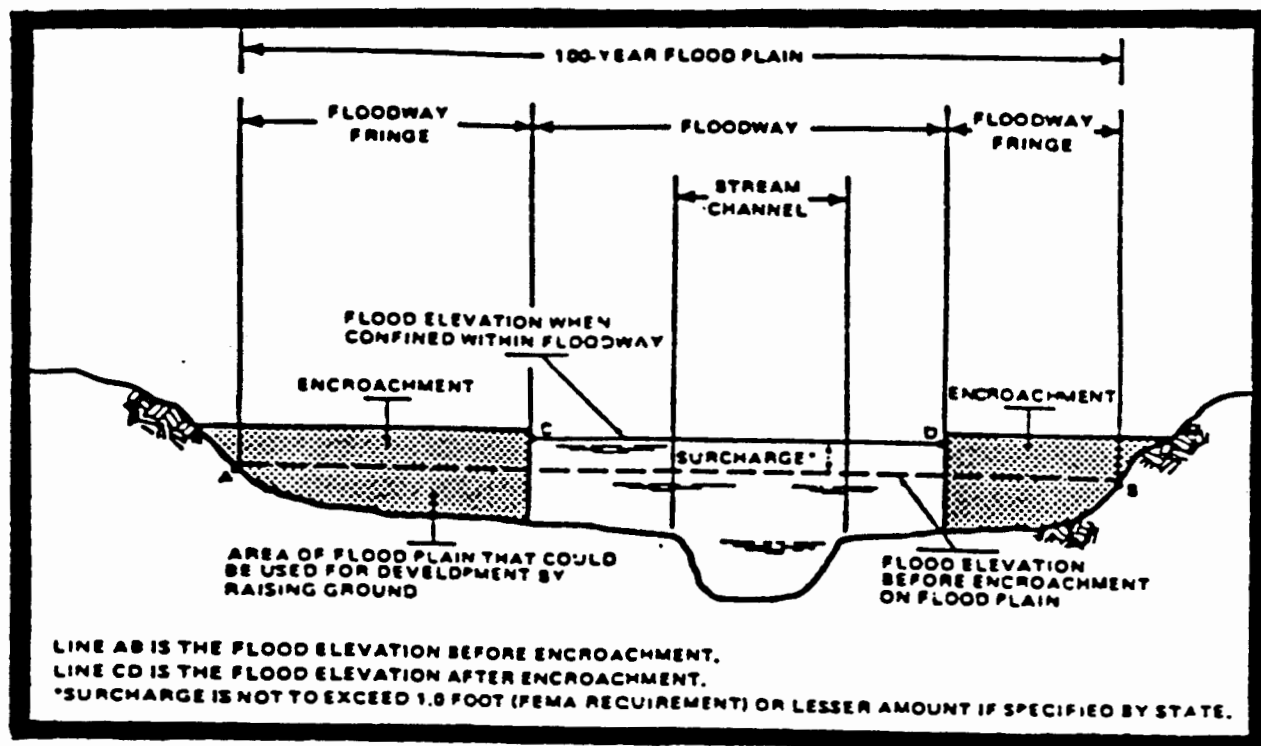 100-YEAR FLOOD PLAIN
FLOODWAY
FRINGE
FLOODWAY
FLOODWAY
FRINGE
STREAM
CHANNEL
FLOOD ELEVATION WHEN
CONFINED WITHIN FLOODWAY
ENCROACHMENT
ENCROACHMENT
C
D
SURCHARGE*
A
B
AREA OF FLOOD PLAIN THAT COULD
BE USED FOR DEVELOPMENT BY
RAISING GROUND
FLOOD ELEVATION
BEFORE ENCROACHMENT
ON FLOOD PLAIN
LINE AB IS THE FLOOD ELEVATION BEFORE ENCROACHMENT.
LINE CD IS THE FLOOD ELEVATION AFTER ENCROACHMENT.
*SURCHARGE IS NOT TO EXCEED 1.0 FOOT (FEMA REQUIREMENT) OR LESSER AMOUNT IF SPECIFIED BY STATE.